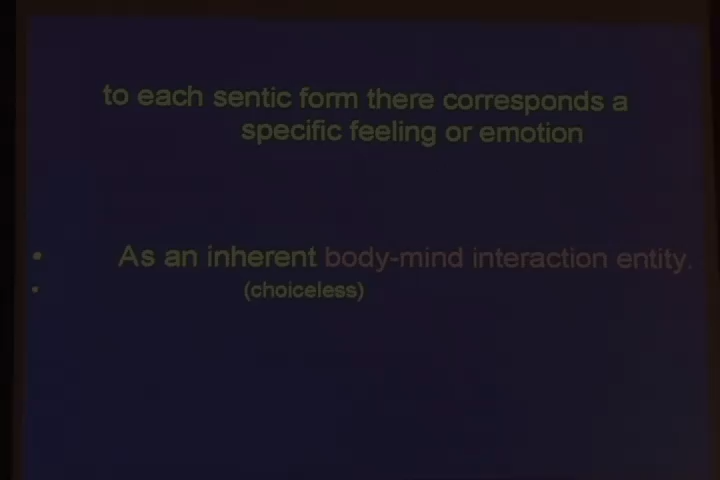 to each sentic form there corresponds a
specific feeling or emotion
• As an inherent body-mind interaction entity.
• (choiceless)